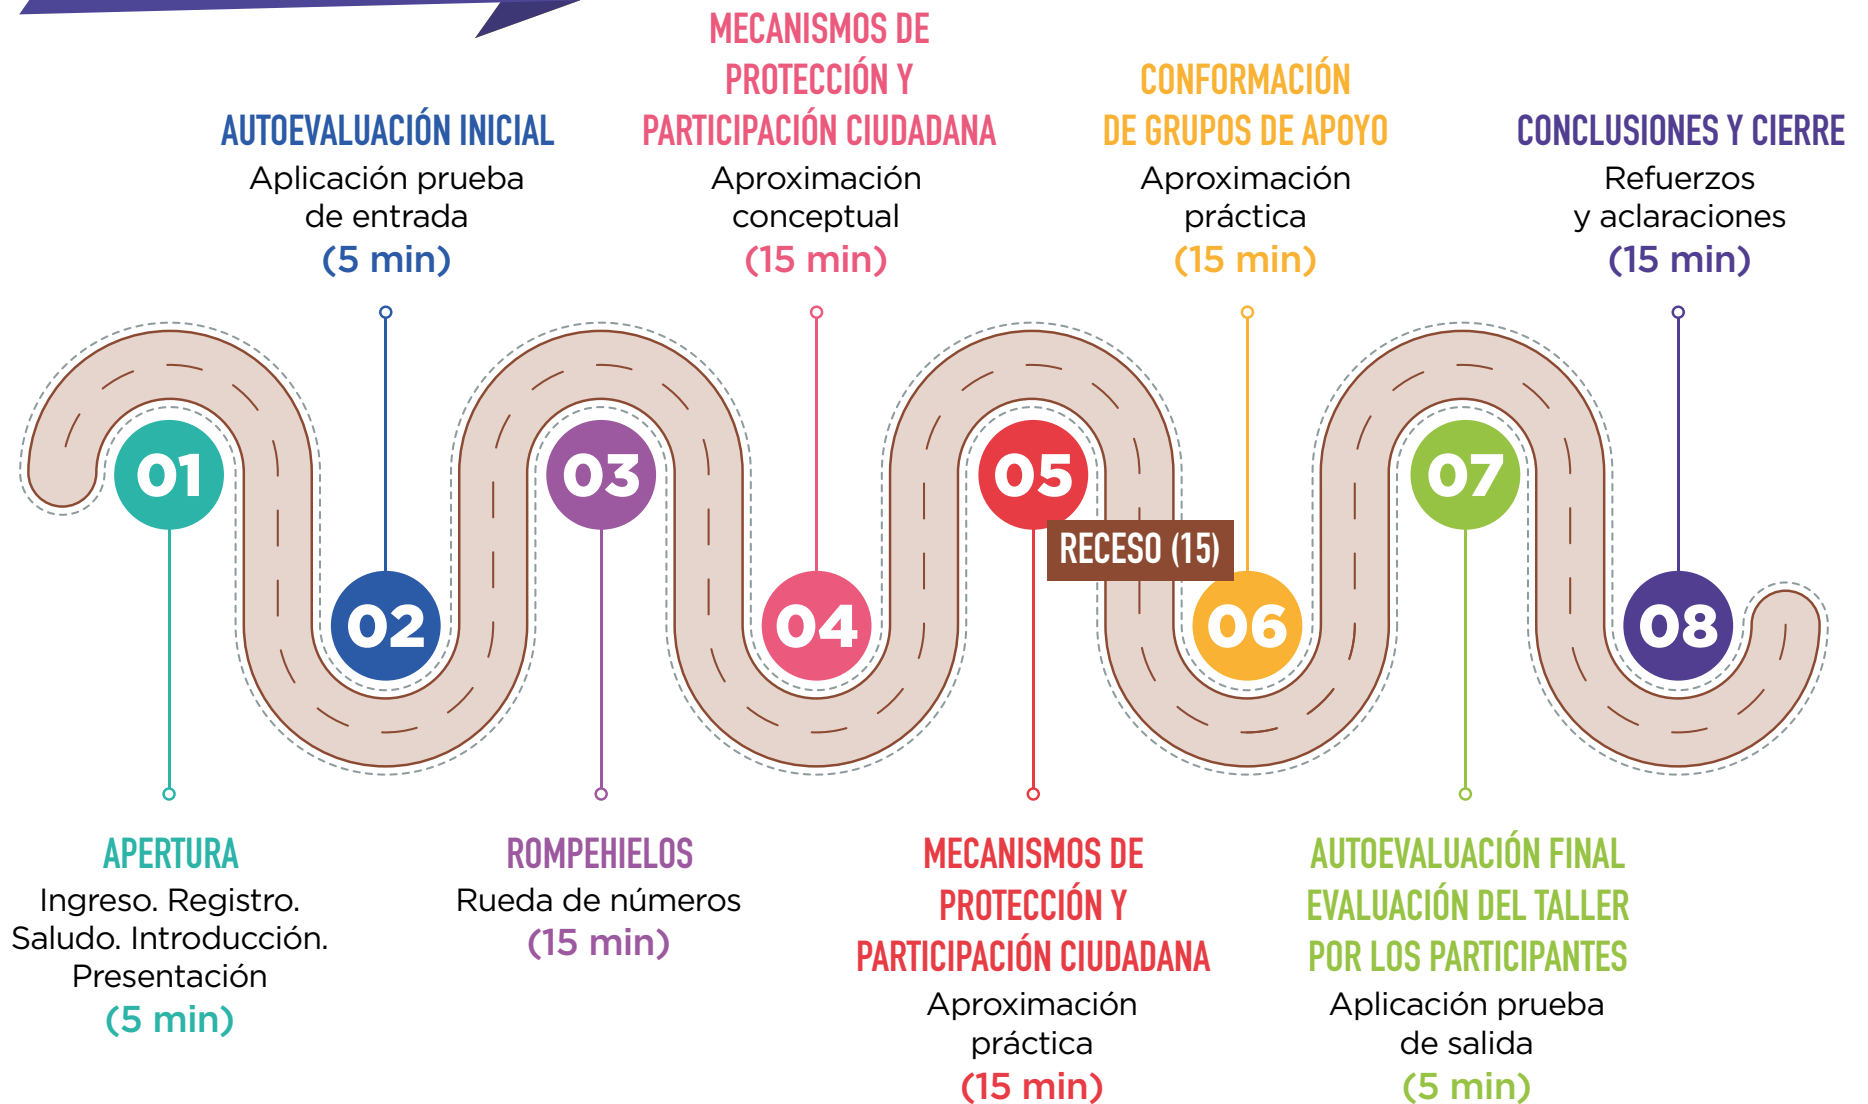 MECANISMOS DE
PROTECCIÓN Y
PARTICIPACIÓN CIUDADANA
Aproximación
conceptual
(15 min)
CONFORMACIÓN
DE GRUPOS DE APOYO
Aproximación
práctica
(15 min)
AUTOEVALUACIÓN INICIAL
Aplicación prueba
de entrada
(5 min)
CONCLUSIONES Y CIERRE
Refuerzos
y aclaraciones
(15 min)
01
02
03
04
05
RECESO (15)
06
07
08
APERTURA
Ingreso. Registro.
Saludo. Introducción.
Presentación
(5 min)
ROMPEHIELOS
Rueda de números
(15 min)
MECANISMOS DE
PROTECCIÓN Y
PARTICIPACIÓN CIUDADANA
Aproximación
práctica
(15 min)
AUTOEVALUACIÓN FINAL
EVALUACIÓN DEL TALLER
POR LOS PARTICIPANTES
Aplicación prueba
de salida
(5 min)